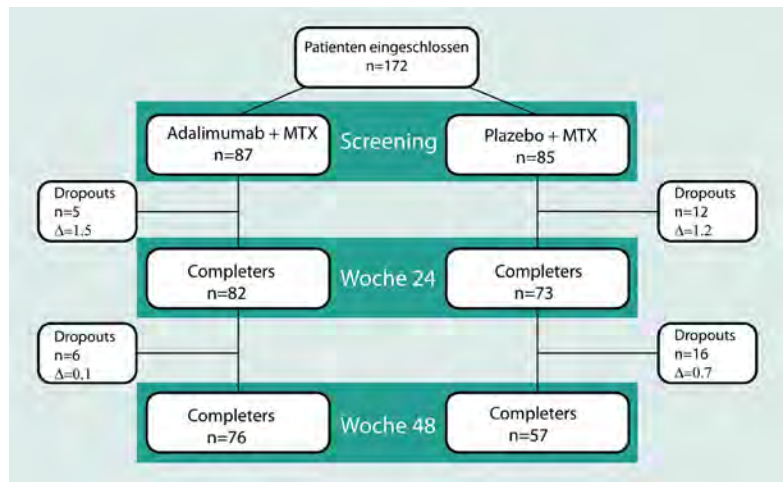 Patienten eingeschlossen
n=172
Adalimumab + MTX
n=87
Screening
Plazebo + MTX
n=85
Dropouts
n=5
Δ=1,5
Dropouts
n=12
Δ=1.2
Completers
n=82
Woche 24
Completers
n=73
Dropouts
n=6
Δ=0,1
Dropouts
n=16
Δ=0.7
Completers
n=76
Woche 48
Completers
n=57